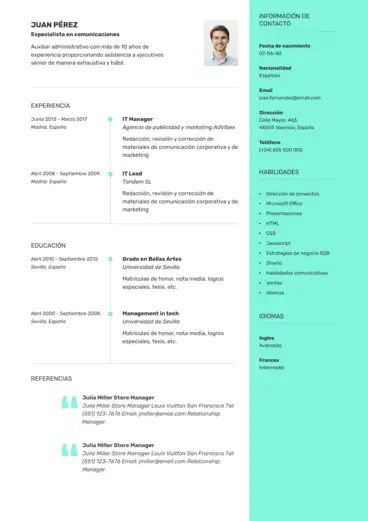 JUAN PÉREZ
Especialista en comunicaciones
Auxiliar administrativo con más de 10 años de
experiencia proporcionando asistencia a ejecutivos
sénior de manera exhaustiva y hábil.
EXPERIENCIA
Junio 2013 - Marzo 2017
Madrid, España
IT Manager
Agencia de publicidad y marketing AdVibes
Redacción, revisión y corrección de
materiales de comunicación corporativa y de
marketing
Abril 2008 - Septiembre 2009.
Madrid, España
IT Lead
Tandem SL
Redacción, revisión y corrección de
materiales de comunicación corporativa y de
marketing
EDUCACIÓN
Abril 2010 - Septiembre 2012.
Sevilla, España
Grado en Bellas Artes
Universidad de Sevilla
Matrículas de honor, nota media, logros
especiales, tesis, etc.
Abril 2000 - Septiembre 2008.
Sevilla, España
Management in tech
Universidad de Sevilla
Matrículas de honor, nota media, logros
especiales, tesis, etc.
REFERENCIAS
Julia Miller Store Manager
Julia Miller Store Manager Louis Vuitton San Francisco Tel:
(551) 123-7676 Email: jmiller@email.com Relationship:
Manager
Julia Miller Store Manager
Julia Miller Store Manager Louis Vuitton San Francisco Tel:
(551) 123-7676 Email: jmiller@email.com Relationship:
Manager
INFORMACIÓN DE
CONTACTO
Fecha de nacimiento
07-06-82
Nacionalidad
Española
Email
jose.fernandez@email.com
Dirección
Calle Mayor, 463,
46005 Valencia, España
Teléfono
(+34) 625 500 500
HABILIDADES
• Dirección de proyectos
• Microsoft Office
• Presentaciones
• HTML
• CSS
• Javascript
• Estrategias de negocio B2B
• Diseño
• Habilidades comunicativas
• Ventas
• Idiomas
IDIOMAS
Ingles
Avanzado
Frances
Intermedio